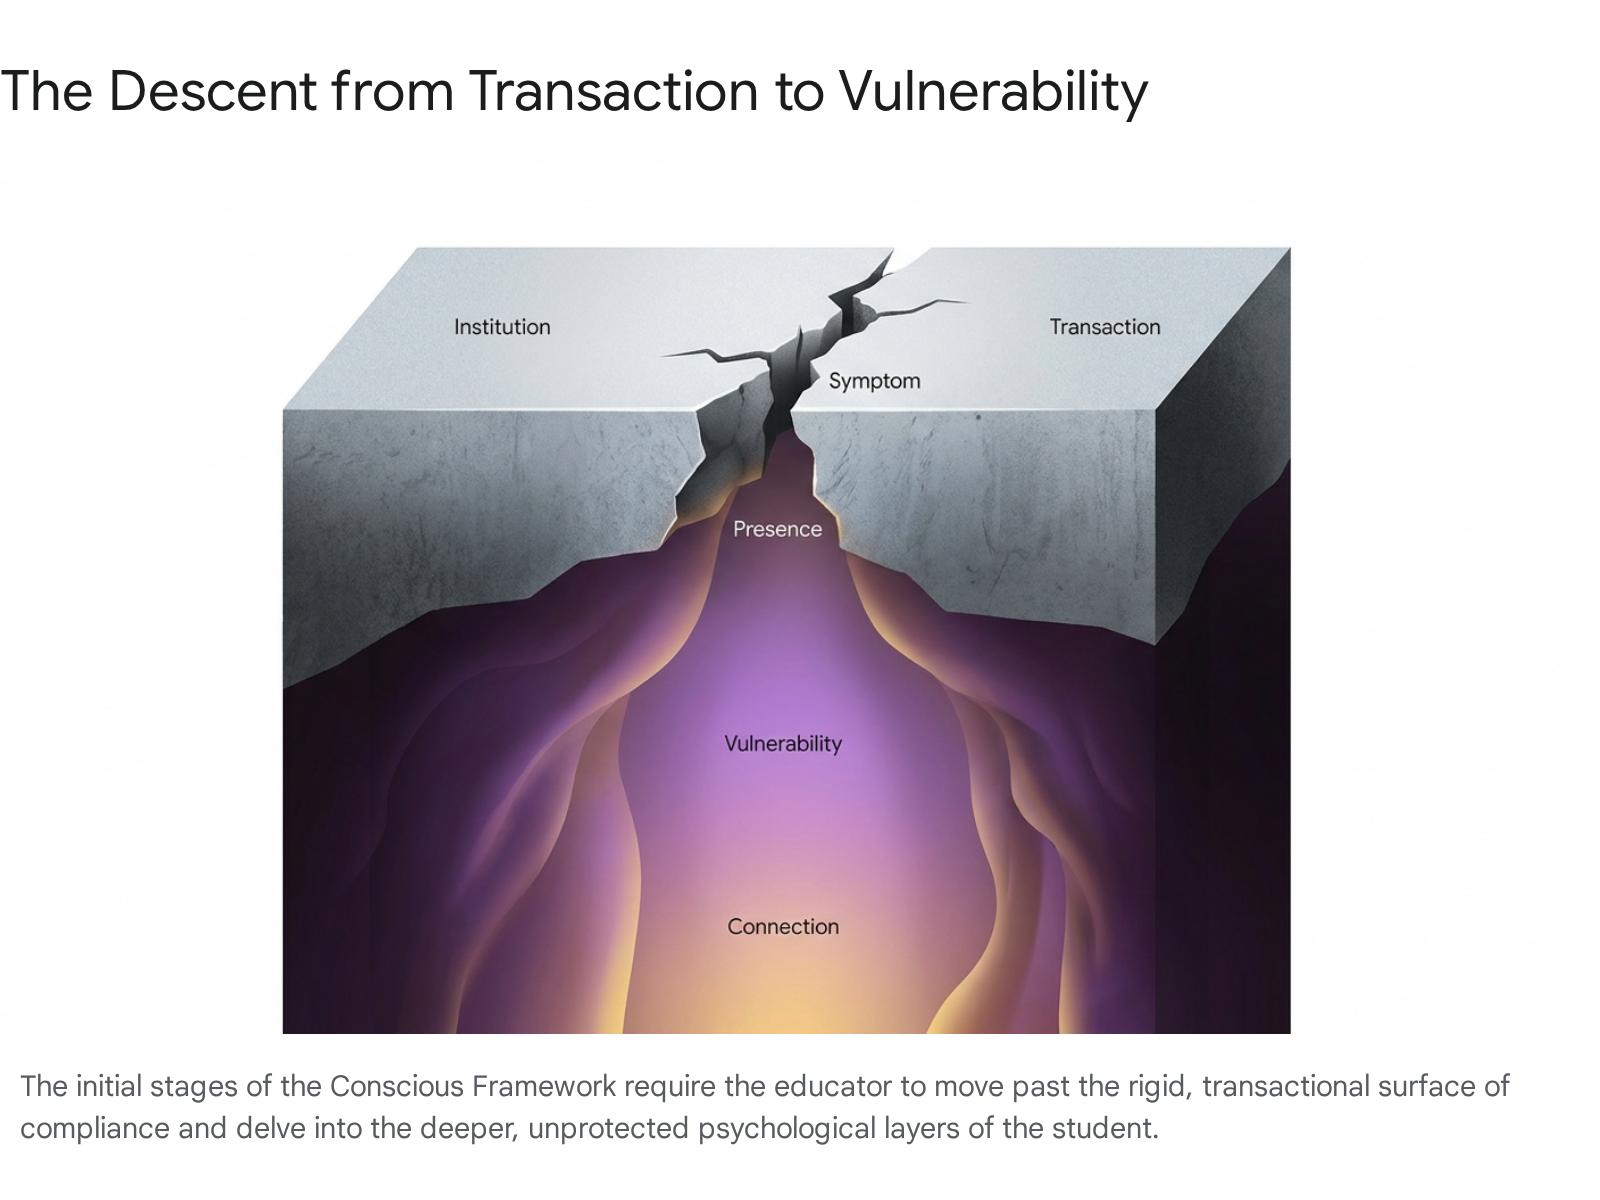 The Descent from Transaction to Vulnerability
Institution
Transaction
Symptom
Presence
Vulnerability
Connection
The initial stages of the Conscious Framework require the educator to move past the rigid, transactional surface of
compliance and delve into the deeper, unprotected psychological layers of the student.